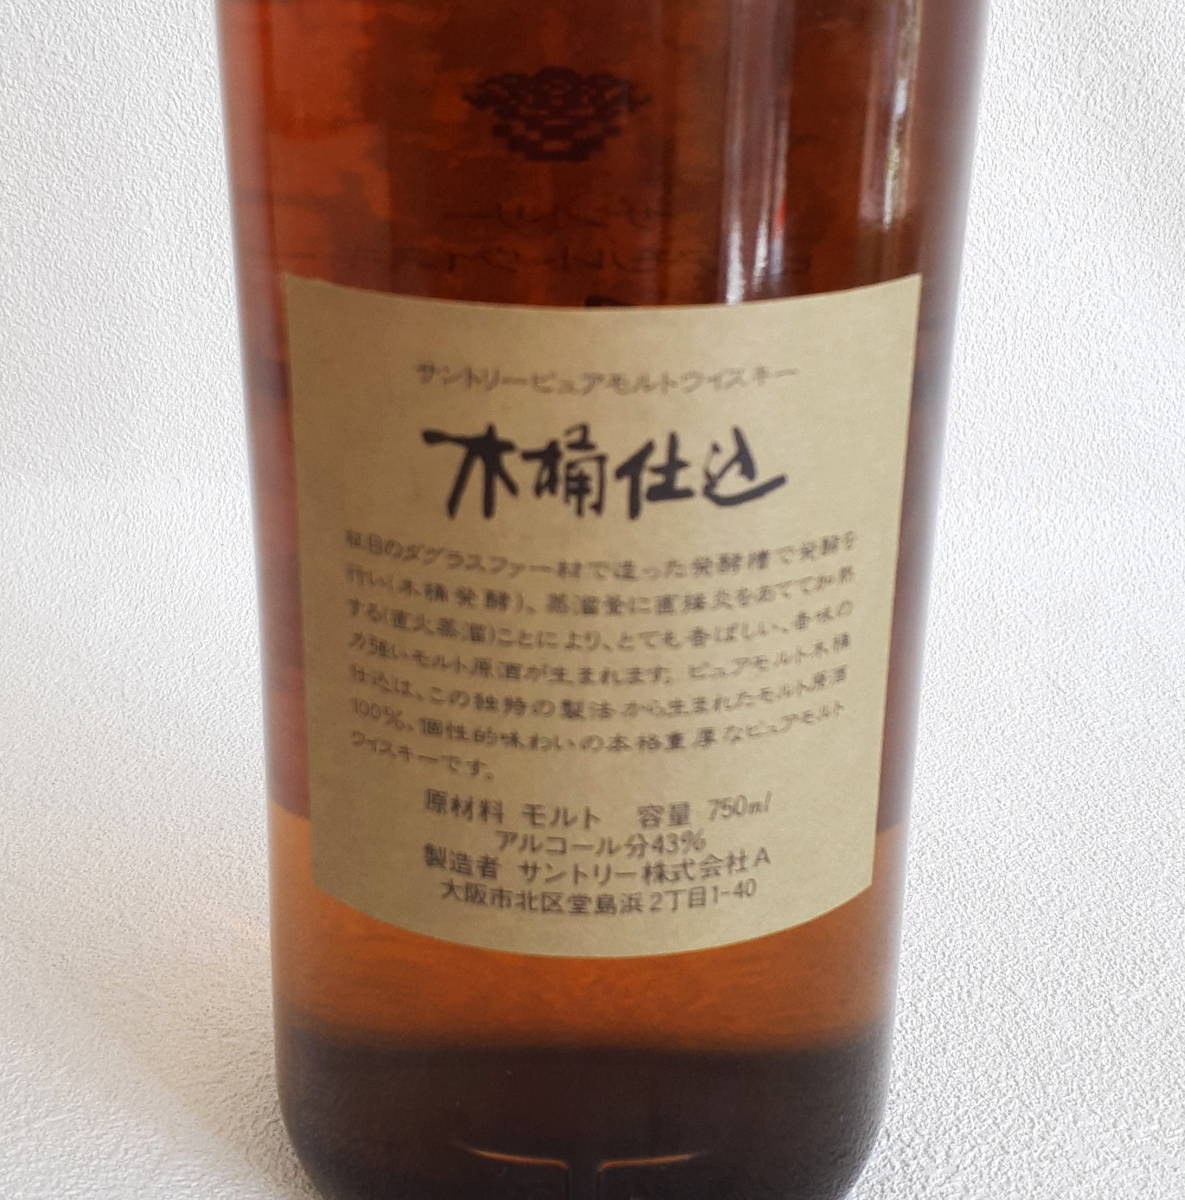 サントリーピュアモルトウイスキー
木桶仕込
柾目のダグラスファー材で造った発酵槽で発酵を
行い(木桶発酵)、蒸溜釜に直接炎をあてて加熱
する(直火蒸溜)ことにより、とても香ばしい、香味の
力強いモルト原酒が生まれます。ピュアモルト木桶
仕込は、この独特の製法から生まれたモルト原酒
100%、個性的味わいの本格重厚なピュアモルト
ウイスキーです。
原材料 モルト 容量 750ml
アルコール分43%
製造者 サントリー株式会社A
大阪市北区堂島浜2丁目1-40